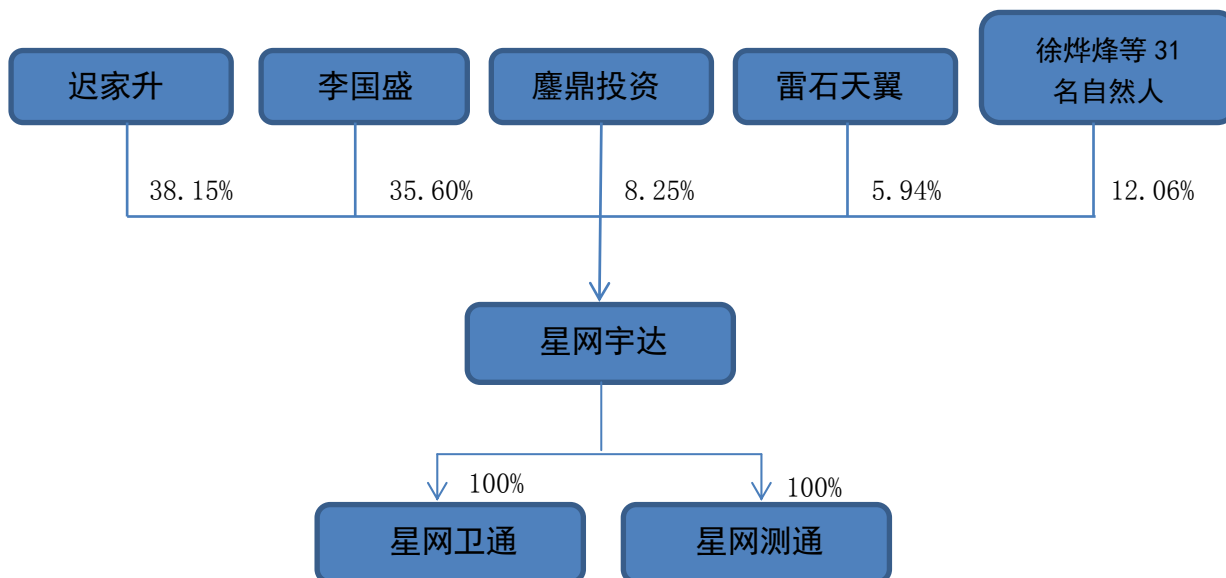 迟家升
李国盛
鏖鼎投资
雷石天翼
徐烨烽等 31
名自然人
38.15%
35.60%
8.25%
5.94%
12.06%
星网宇达
100%
100%
星网卫通
星网测通